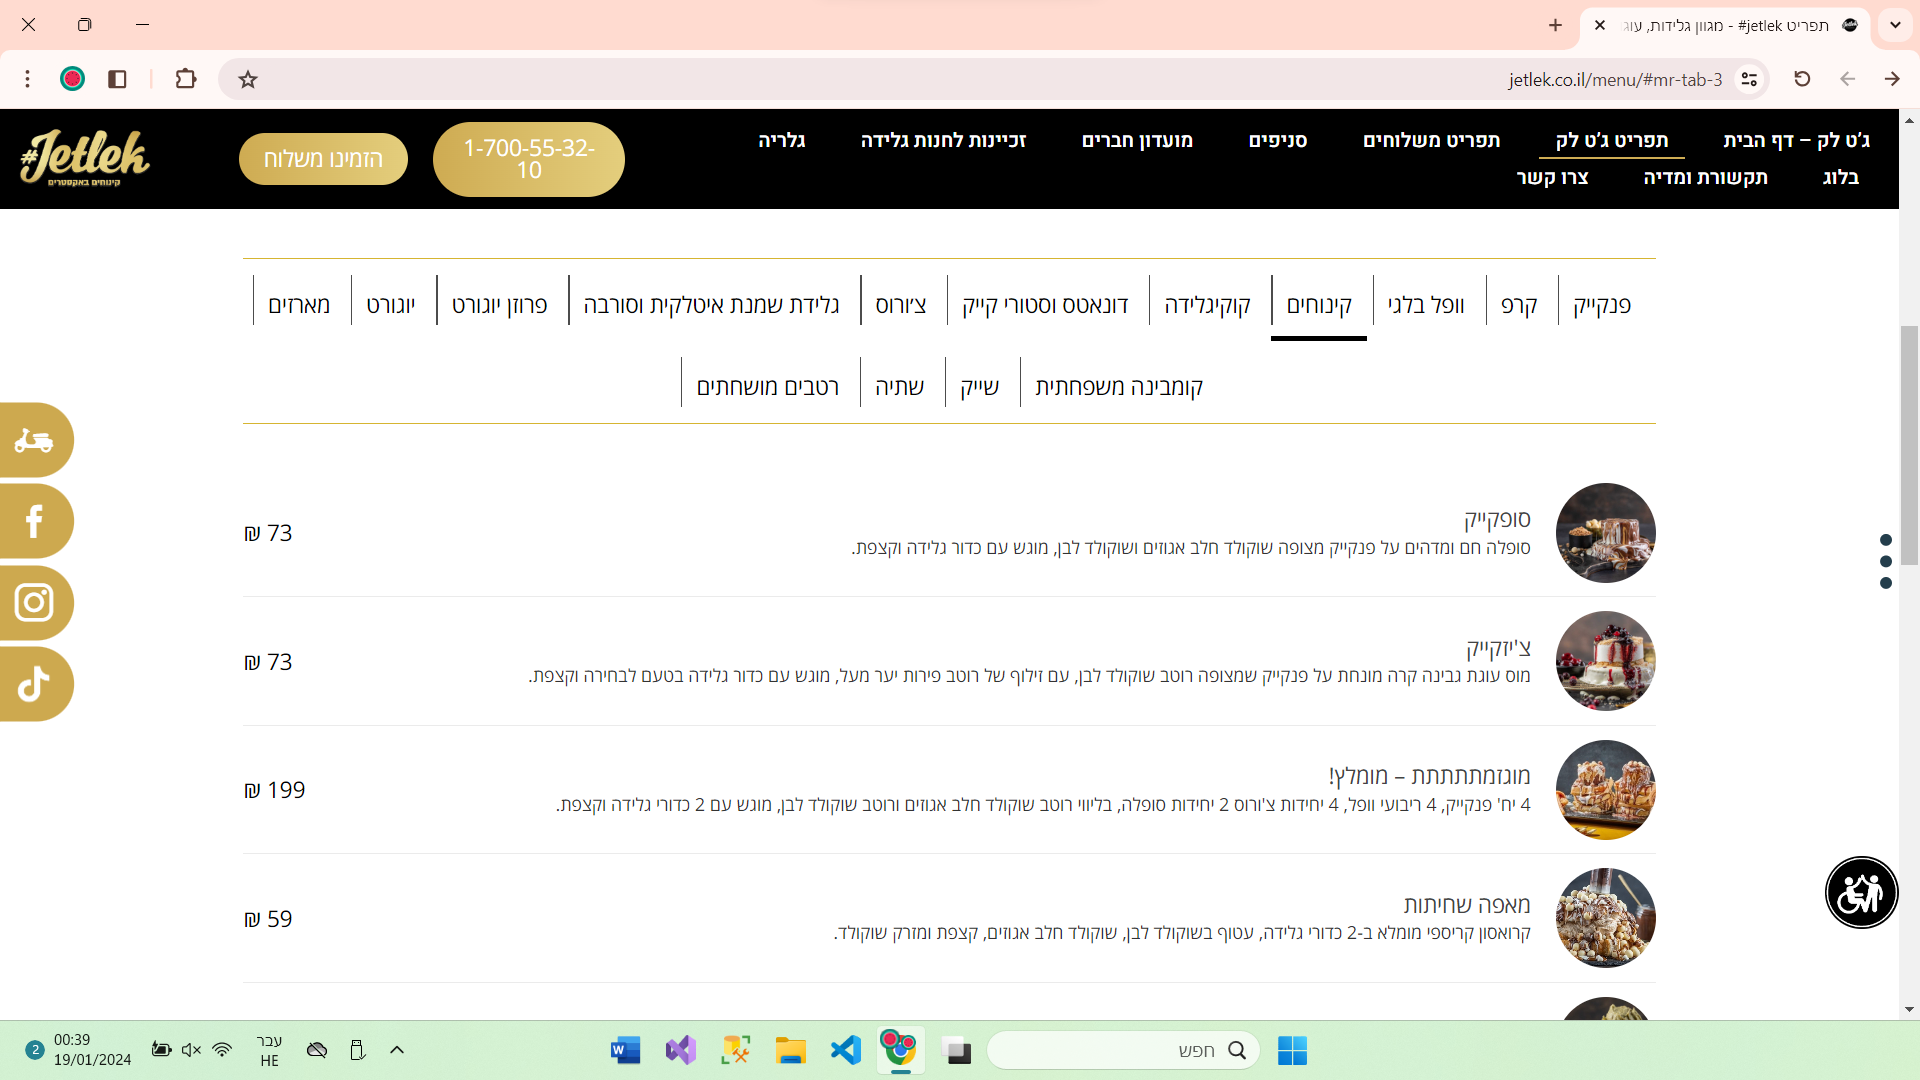 תפריט jetlek# - מגוון גלידות, עוג
jetlek.co.il/menu/#mr-tab-3
ג׳ט לק – דף הבית
תפריט ג׳ט לק
תפריט משלוחים
סניפים
מועדון חברים
זכיינות לחנות גלידה
גלריה
בלוג
תקשורת ומדיה
צרו קשר
1-700-55-32-
10
הזמינו משלוח
#Jetlek
קינוחים באקסטרים
פנקייק
קרפ
וופל בלגי
קינוחים
קוקיגלידה
דונאטס וסטורי קייק
צ׳ורוס
גלידת שמנת איטלקית וסורבה
פרוזן יוגורט
יוגורט
מארזים
קומבינה משפחתית
שייק
שתיה
רטבים מושחתים
סופקייק
סופלה חם ומדהים על פנקייק מצופה שוקולד חלב אגוזים ושוקולד לבן, מוגש עם כדור גלידה וקצפת.
73 ₪
צ'יזקייק
מוס עוגת גבינה קרה מונחת על פנקייק שמצופה רוטב שוקולד לבן, עם זילוף של רוטב פירות יער מעל, מוגש עם כדור גלידה בטעם לבחירה וקצפת.
73 ₪
מוגזמתתתתת – מומלץ!
4 יח' פנקייק, 4 ריבועי וופל, 4 יחידות צ'ורוס 2 יחידות סופלה, בליווי רוטב שוקולד חלב אגוזים ורוטב שוקולד לבן, מוגש עם 2 כדורי גלידה וקצפת.
199 ₪
מאפה שחיתות
קרואסון קריספי מומלא ב-2 כדורי גלידה, עטוף בשוקולד לבן, שוקולד חלב אגוזים, קצפת ומזרק שוקולד.
59 ₪
חפש
עבר
HE
00:39
19/01/2024
2